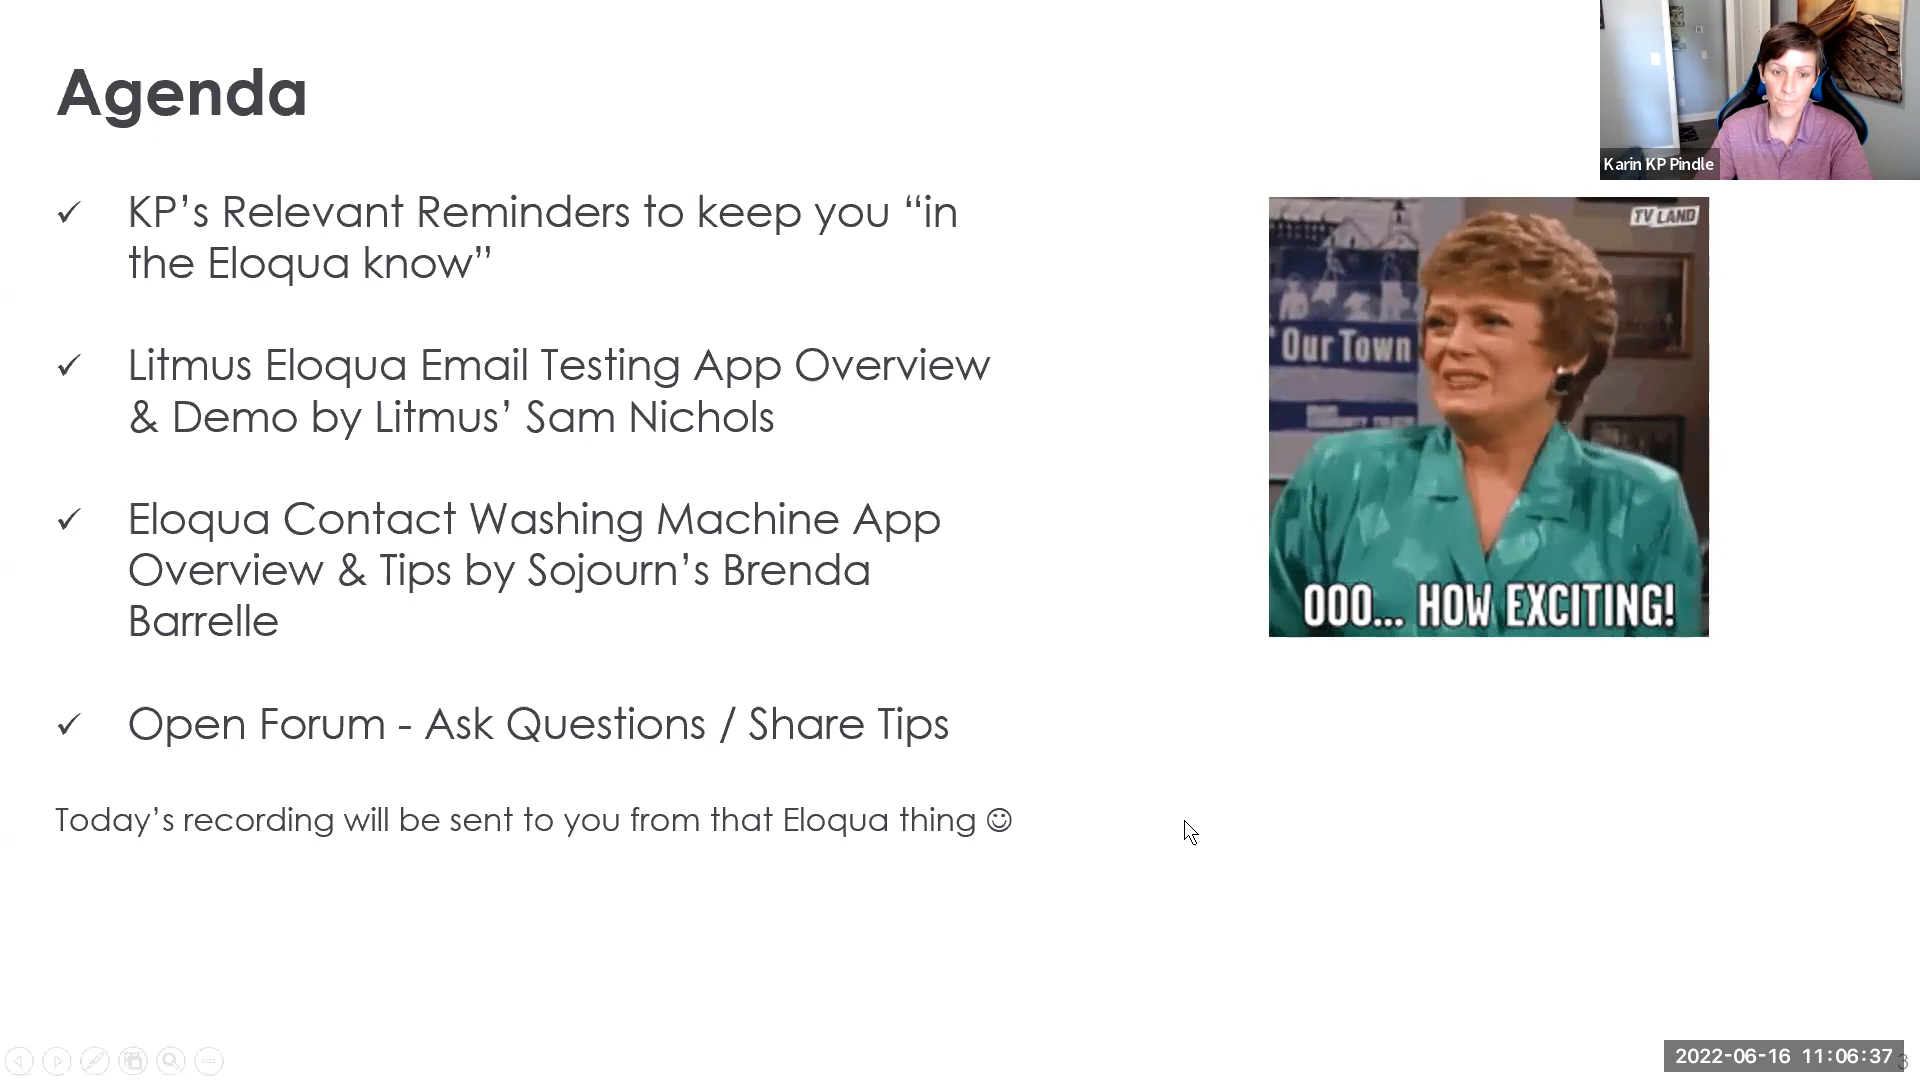 Agenda
Karin KP Pindle
✓ KP’s Relevant Reminders to keep you “in
the Eloqua know”
✓ Litmus Eloqua Email Testing App Overview
& Demo by Litmus’ Sam Nichols
✓ Eloqua Contact Washing Machine App
Overview & Tips by Sojourn’s Brenda
Barrelle
✓ Open Forum - Ask Questions / Share Tips
Today’s recording will be sent to you from that Eloqua thing ☺
TV LAND
Our Town
OOO... HOW EXCITING!
2022-06-16 11:06:37
3